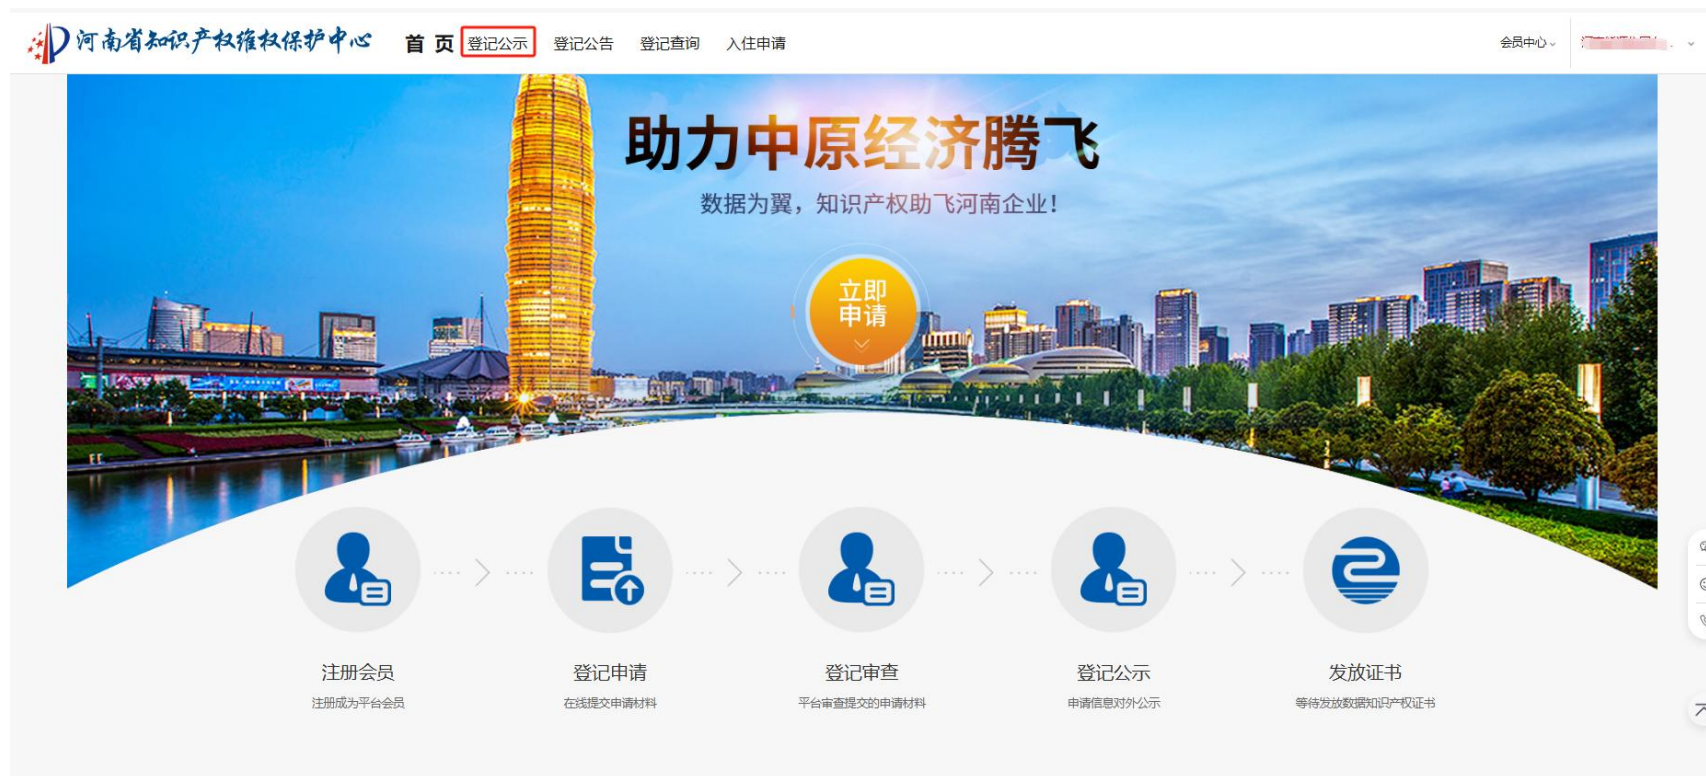 河南省知识产权维权保护中心 首 页 登记公示 登记公告 登记查询 入住申请 会员中心
助力中原经济腾飞
数据为翼，知识产权助飞河南企业！
立即
申请
注册会员 登记申请 登记审查 登记公示 发放证书
注册成为平台会员 在线提交申请材料 平台审查提交的申请材料 申请信息对外公示 等待发放数据知识产权证书